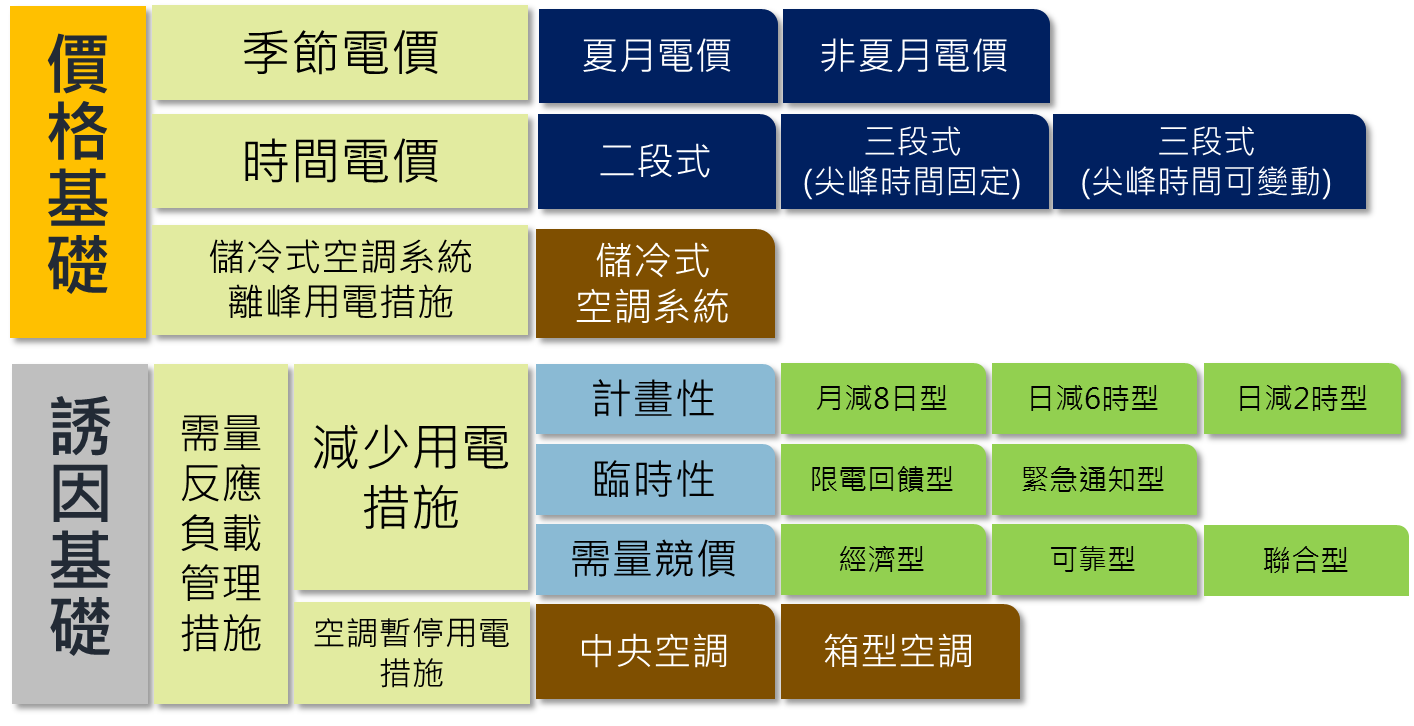 價格基礎
季節電價
夏月電價
非夏月電價
時間電價
二段式
三段式
(尖峰時間固定)
三段式
(尖峰時間可變動)
儲冷式空調系統
離峰用電措施
儲冷式
空調系統
誘因基礎
需量
反應
負載
管理
措施
減少用電
措施
計畫性
月減8日型
日減6時型
日減2時型
臨時性
限電回饋型
緊急通知型
需量競價
經濟型
可靠型
聯合型
空調暫停用電
措施
中央空調
箱型空調